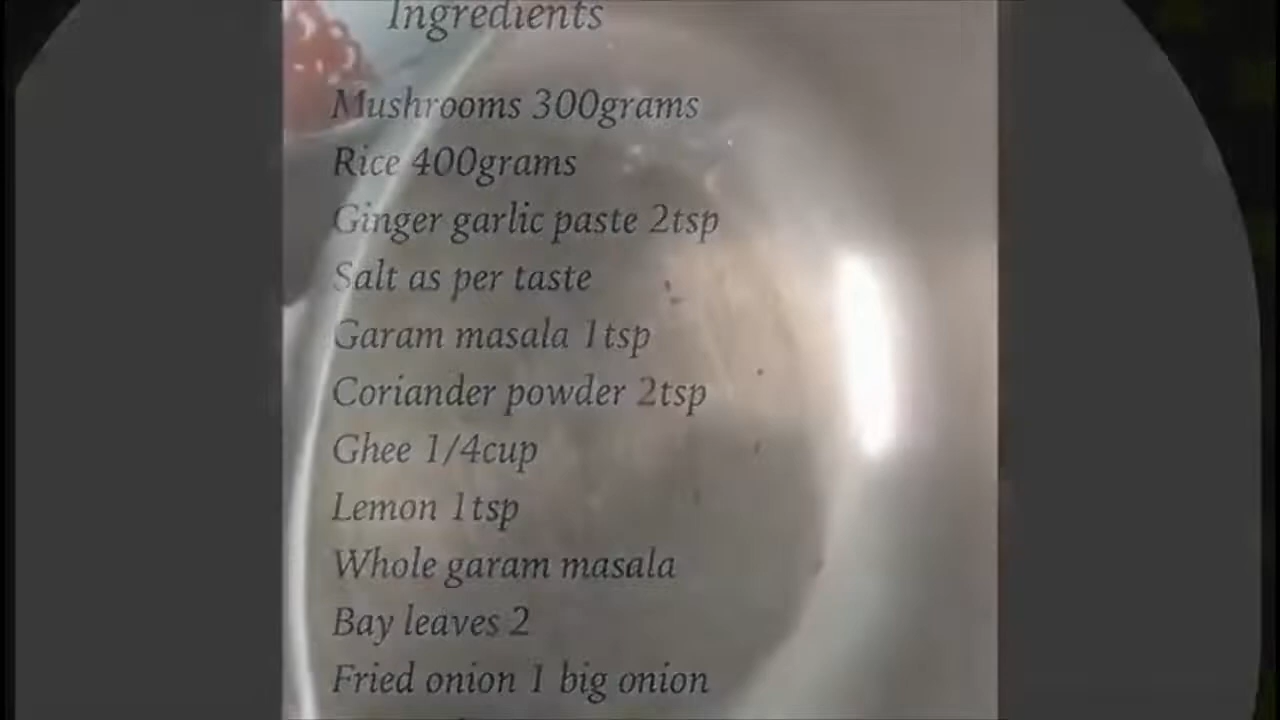 Ingredients
Mushrooms 300grams
Rice 400grams
Ginger garlic paste 2tsp
Salt as per taste
Garam masala 1tsp
Coriander powder 2tsp
Ghee 1/4cup
Lemon 1tsp
Whole garam masala
Bay leaves 2
Fried onion 1 big onion